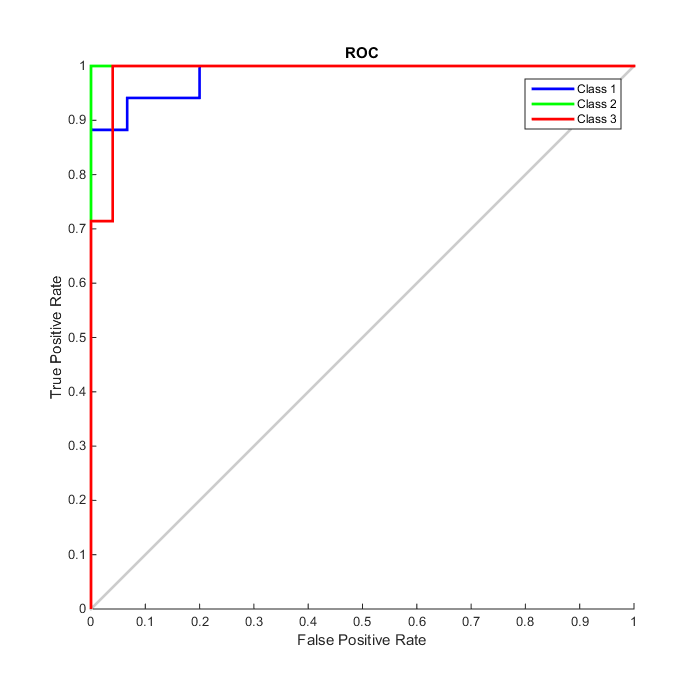 ROC
1
0.9
0.8
0.7
0.6
0.5
0.4
0.3
0.2
0.1
0
True Positive Rate
Class 1
Class 2
Class 3
0 0.1 0.2 0.3 0.4 0.5 0.6 0.7 0.8 0.9 1
False Positive Rate